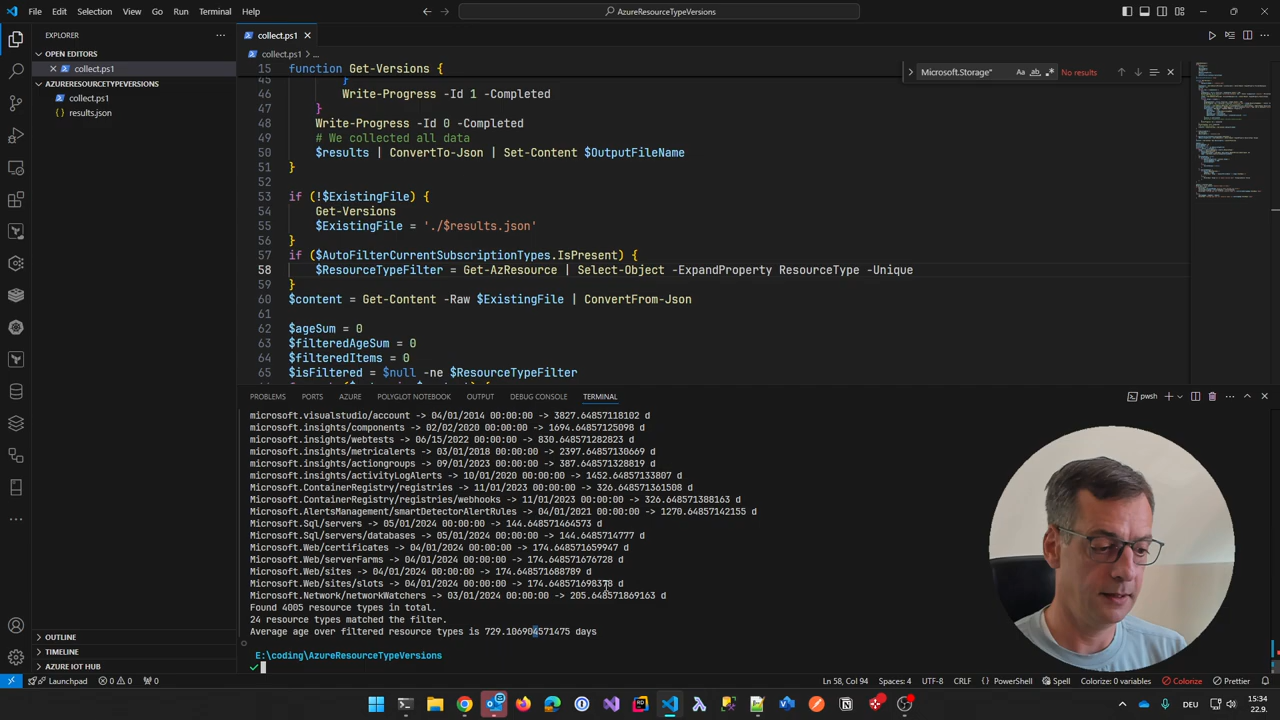 File Edit Selection View Go Run Terminal Help
AzureResourceTypeVersions
EXPLORER
OPEN EDITORS
collect.ps1
AZURERESOURCETYPEVERSIONS
collect.ps1
results.json
OUTLINE
TIMELINE
AZURE IOT HUB
collect.ps1
collect.ps1 > ...
Microsoft.Storage" Aa ab No results
15 function Get-Versions {
45 }
46 Write-Progress -Id 1 -Completed
47 }
48 Write-Progress -Id 0 -Completed
49 # We collected all data
50 $results | ConvertTo-Json | Set-Content $OutputFileName
51 }
52
53 if (!$ExistingFile) {
54 Get-Versions
55 $ExistingFile = './$results.json'
56 }
57 if ($AutoFilterCurrentSubscriptionTypes.IsPresent) {
58 $ResourceTypeFilter = Get-AzResource | Select-Object -ExpandProperty ResourceType -Unique
59 }
60 $content = Get-Content -Raw $ExistingFile | ConvertFrom-Json
61
62 $ageSum = 0
63 $filteredAgeSum = 0
64 $filteredItems = 0
65 $isFiltered = $null -ne $ResourceTypeFilter
PROBLEMS PORTS AZURE POLYGLOT NOTEBOOK OUTPUT DEBUG CONSOLE TERMINAL pwsh
microsoft.visualstudio/account -> 04/01/2014 00:00:00 -> 3827.64857118102 d
microsoft.insights/components -> 02/02/2020 00:00:00 -> 1694.64857125098 d
microsoft.insights/webtests -> 06/15/2022 00:00:00 -> 830.648571282823 d
microsoft.insights/metricalerts -> 03/01/2018 00:00:00 -> 2397.64857130669 d
microsoft.insights/actiongroups -> 09/01/2023 00:00:00 -> 387.648571328819 d
microsoft.insights/activityLogAlerts -> 10/01/2020 00:00:00 -> 1452.64857133807 d
Microsoft.ContainerRegistry/registries -> 11/01/2023 00:00:00 -> 326.648571361508 d
Microsoft.ContainerRegistry/registries/webhooks -> 11/01/2023 00:00:00 -> 326.648571388163 d
Microsoft.AlertsManagement/smartDetectorAlertRules -> 04/01/2021 00:00:00 -> 1270.64857142155 d
Microsoft.Sql/servers -> 05/01/2024 00:00:00 -> 144.648571464573 d
Microsoft.Sql/servers/databases -> 05/01/2024 00:00:00 -> 144.6485714777 d
Microsoft.Web/certificates -> 04/01/2024 00:00:00 -> 174.648571659947 d
Microsoft.Web/serverFarms -> 04/01/2024 00:00:00 -> 174.648571676728 d
Microsoft.Web/sites -> 04/01/2024 00:00:00 -> 174.648571688789 d
Microsoft.Web/sites/slots -> 04/01/2024 00:00:00 -> 174.648571698378 d
Microsoft.Network/networkWatchers -> 03/01/2024 00:00:00 -> 205.648571869163 d
Found 4005 resource types in total.
24 resource types matched the filter.
Average age over filtered resource types is 729.106904571475 days
E:\coding\AzureResourceTypeVersions
Launchpad 0 0 0 Ln 58, Col 94 Spaces: 4 UTF-8 CRLF PowerShell Spell Colorize: 0 variables Colorize Prettier
DEU 15:34
22.9.